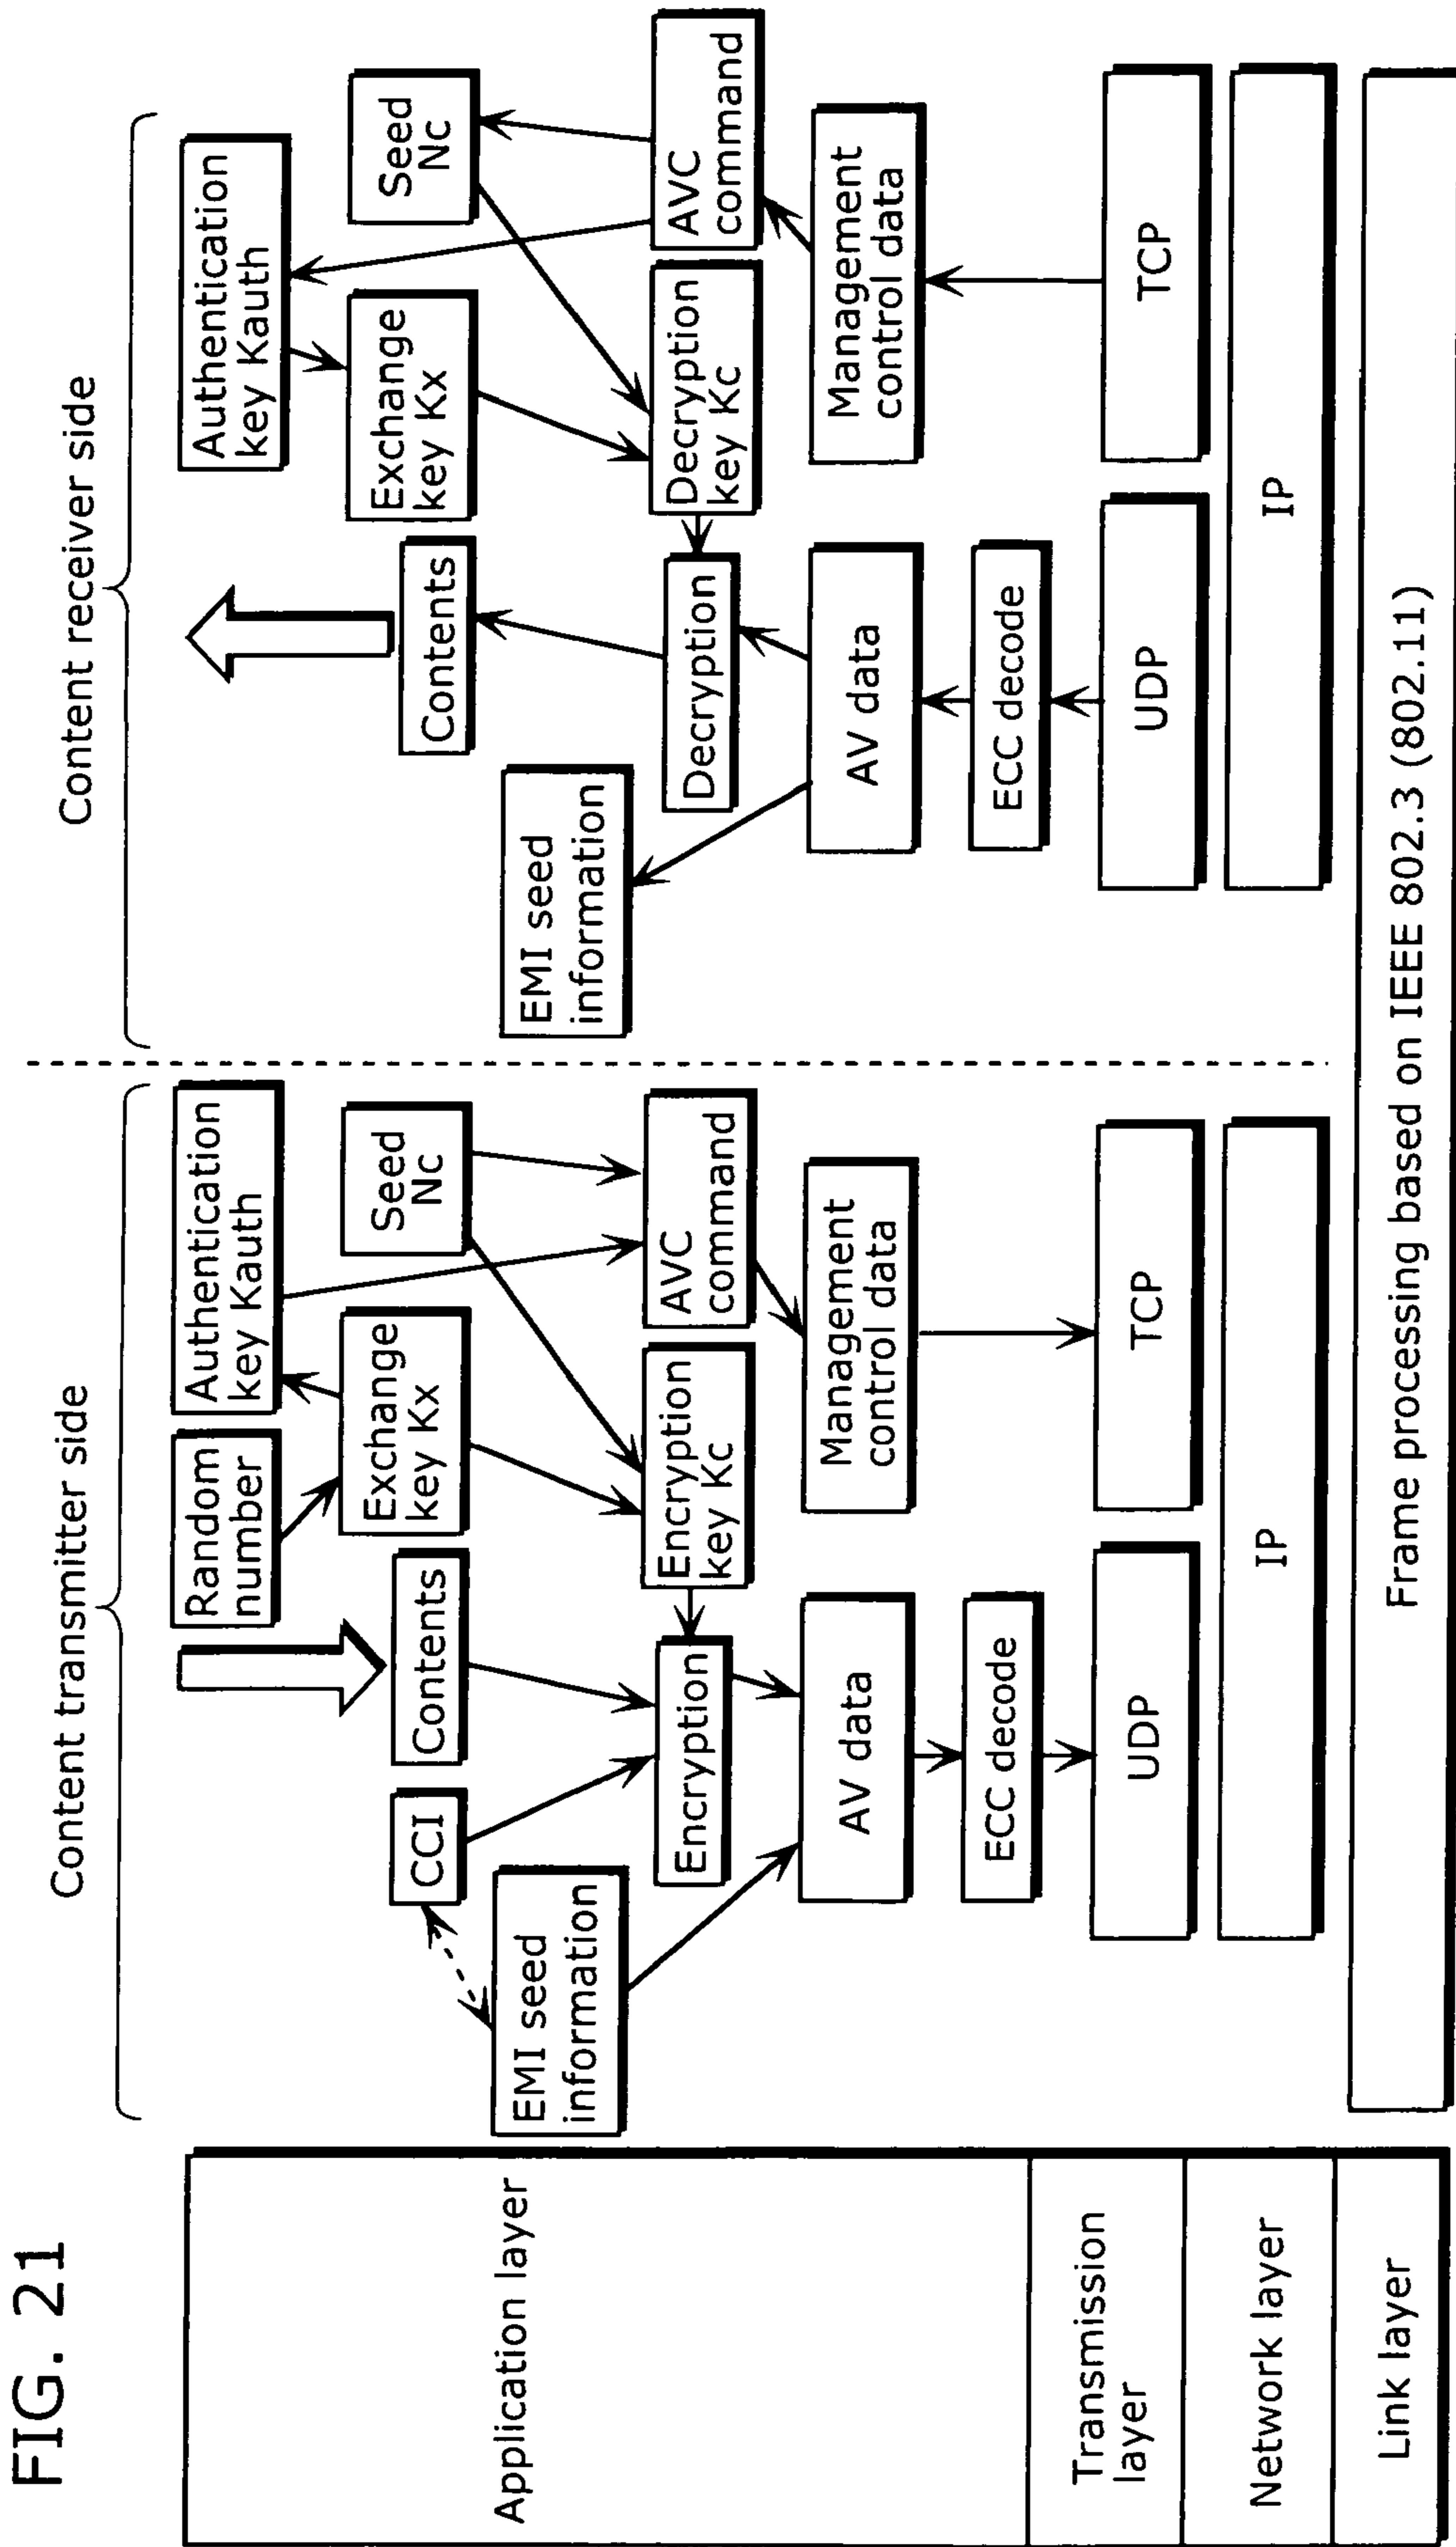 FIG. 21
Application layer
Transmission
layer
Network layer
Link layer
Content transmitter side
Random
number
Authentication
key Kauth
Contents
Exchange
key Kx
Seed
Nc
CCI
EMI seed
information
Encryption
Encryption
key Kc
AVC
command
AV data
Management
control data
ECC decode
UDP
TCP
IP
Content receiver side
Authentication
key Kauth
Contents
Exchange
key Kx
Seed
Nc
EMI seed
information
Decryption
Decryption
key Kc
AVC
command
AV data
Management
control data
ECC decode
UDP
TCP
IP
Frame processing based on IEEE 802.3 (802.11)